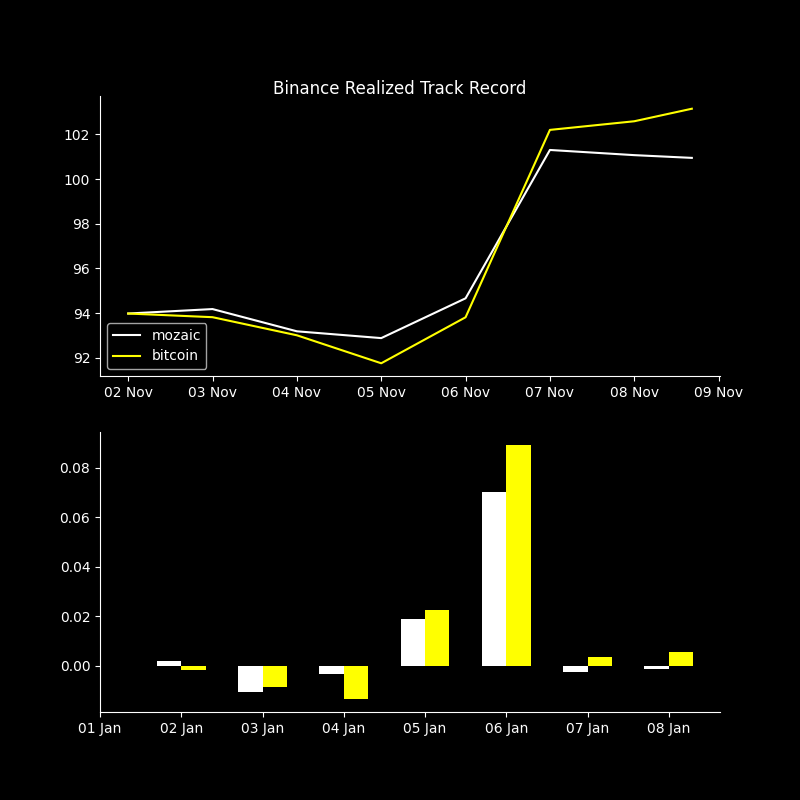 Binance Realized Track Record
102
100
98
96
94
92
mozaic
bitcoin
02 Nov 03 Nov 04 Nov 05 Nov 06 Nov 07 Nov 08 Nov 09 Nov
0.08
0.06
0.04
0.02
0.00
01 Jan 02 Jan 03 Jan 04 Jan 05 Jan 06 Jan 07 Jan 08 Jan